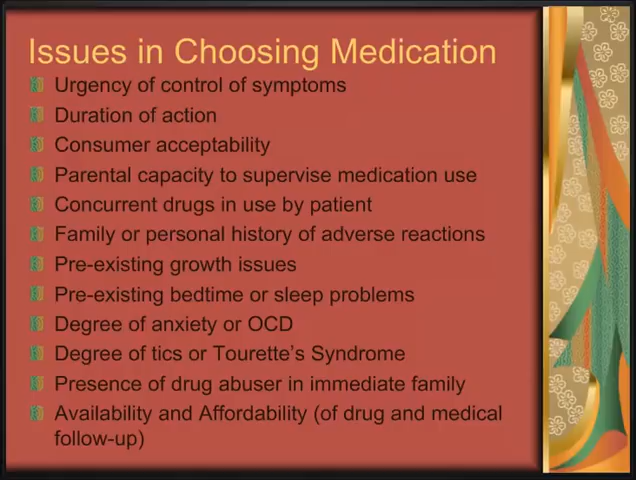 Issues in Choosing Medication
Urgency of control of symptoms
Duration of action
Consumer acceptability
Parental capacity to supervise medication use
Concurrent drugs in use by patient
Family or personal history of adverse reactions
Pre-existing growth issues
Pre-existing bedtime or sleep problems
Degree of anxiety or OCD
Degree of tics or Tourette's Syndrome
Presence of drug abuser in immediate family
Availability and Affordability (of drug and medical
follow-up)